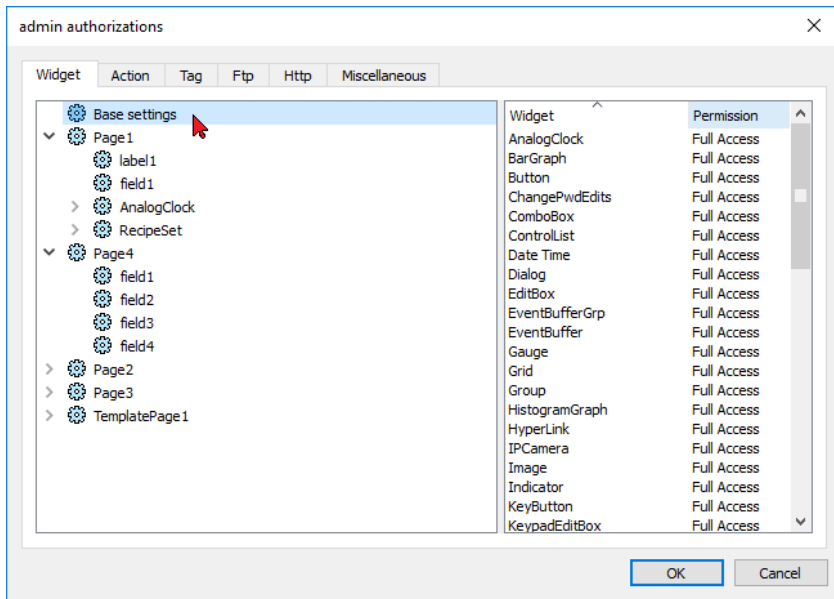 admin authorizations
Widget Action Tag Ftp Http Miscellaneous
Base settings
Page1
label1
field1
AnalogClock
RecipeSet
Page4
field1
field2
field3
field4
Page2
Page3
TemplatePage1
Widget Permission
AnalogClock Full Access
BarGraph Full Access
Button Full Access
ChangePwdEdits Full Access
ComboBox Full Access
ControlList Full Access
Date Time Full Access
Dialog Full Access
EditBox Full Access
EventBufferGrp Full Access
EventBuffer Full Access
Gauge Full Access
Grid Full Access
Group Full Access
HistogramGraph Full Access
HyperLink Full Access
IPCamera Full Access
Image Full Access
Indicator Full Access
KeyButton Full Access
KeypadEditBox Full Access
OK Cancel